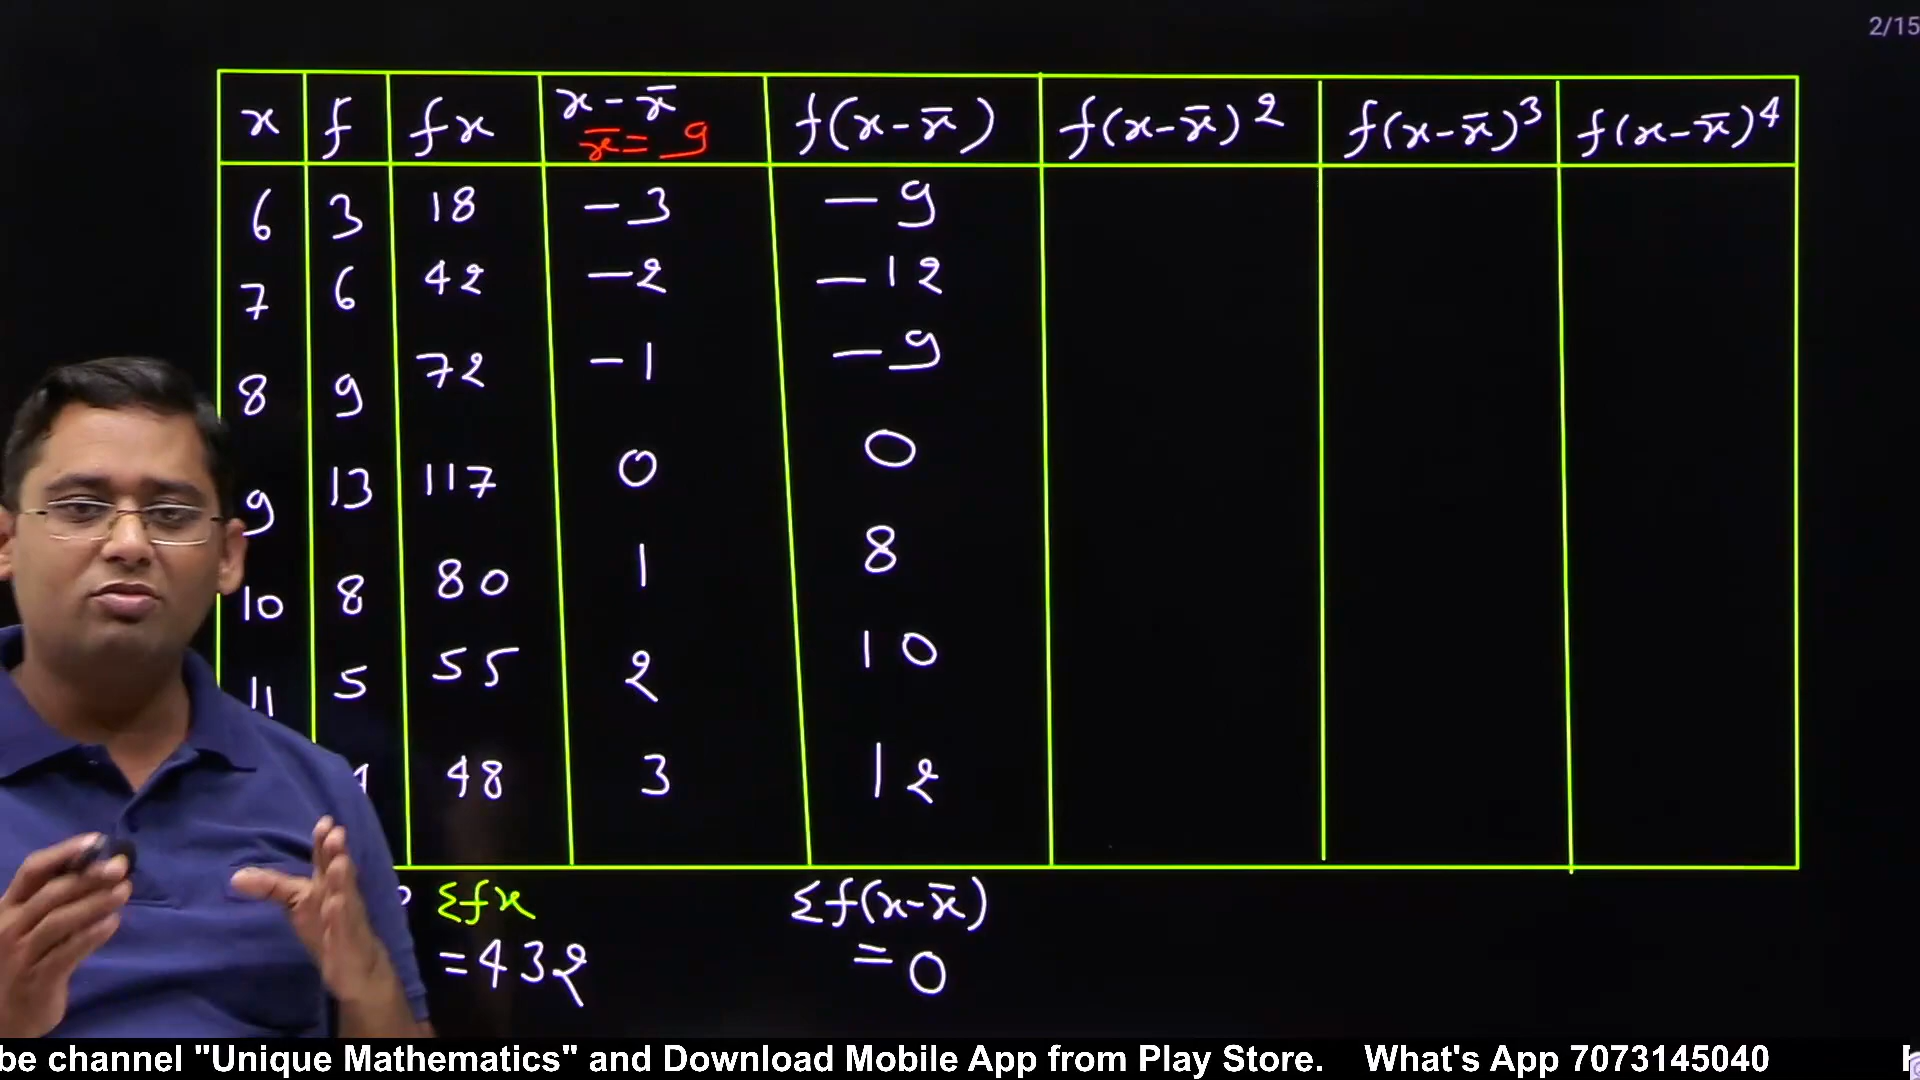 2/15
x f fx x-x̄ f(x-x̄) f(x-x̄)² f(x-x̄)³ f(x-x̄)⁴
x̄= 9
6 3 18 -3 -9
7 6 42 -2 -12
8 9 72 -1 -9
9 13 117 0 0
10 8 80 1 8
11 5 55 2 10
48 3 12
Σfx Σf(x-x̄)
=432 =0
be channel "Unique Mathematics" and Download Mobile App from Play Store. What's App 7073145040